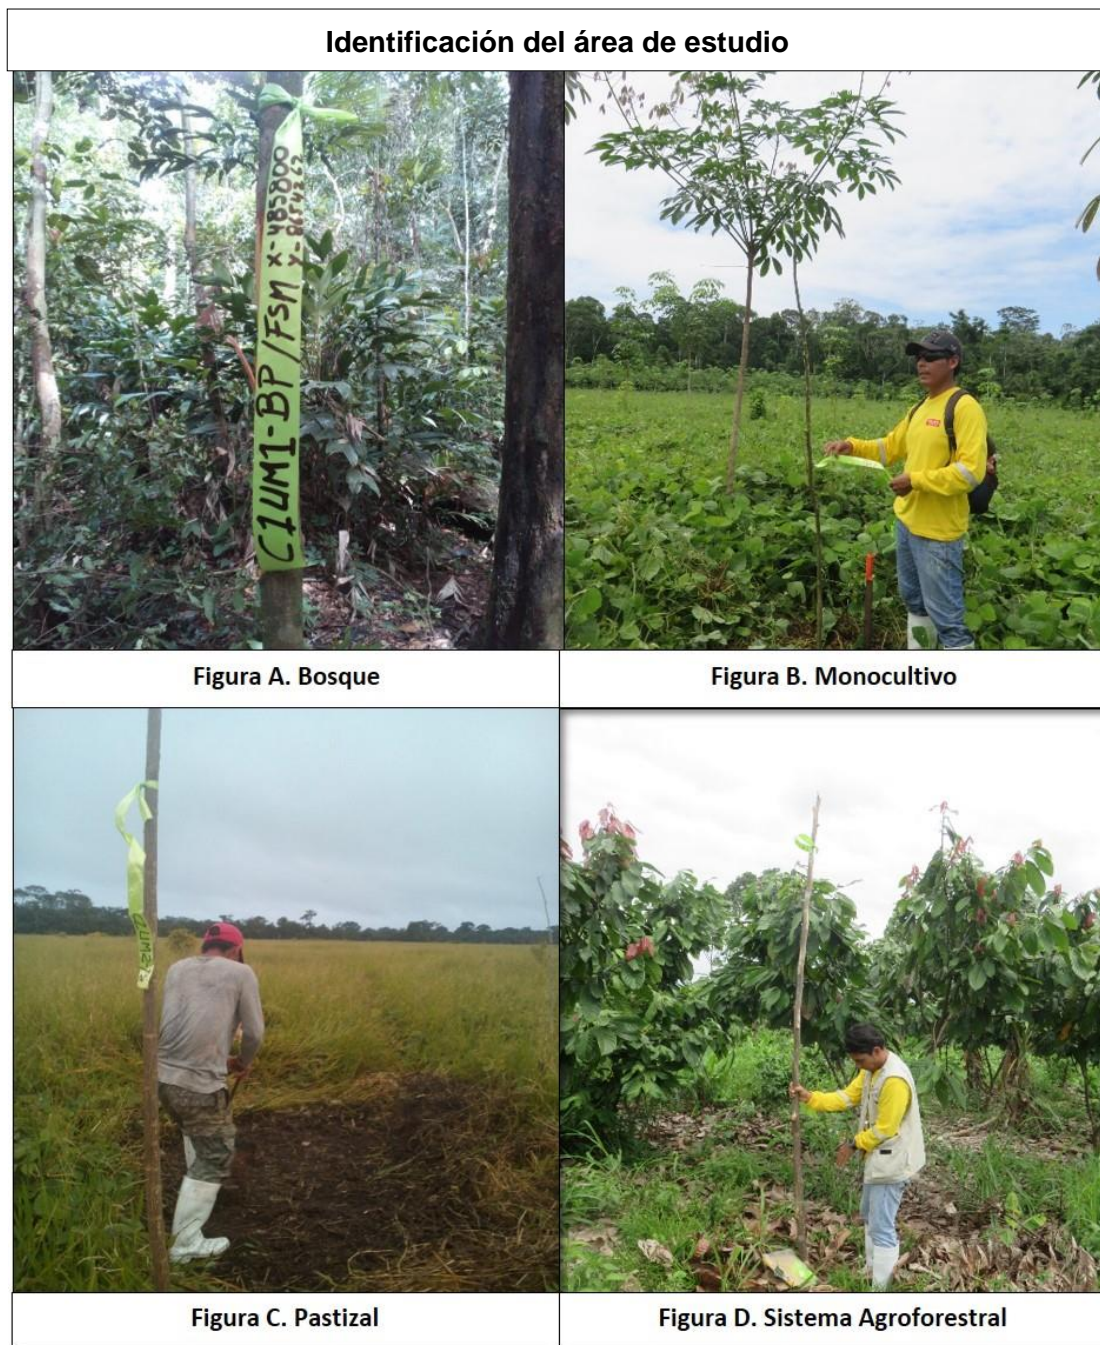 Identificación del área de estudio
C1UM1-BP/FSM
X-485800
Figura A. Bosque
Figura B. Monocultivo
Figura C. Pastizal
Figura D. Sistema Agroforestral